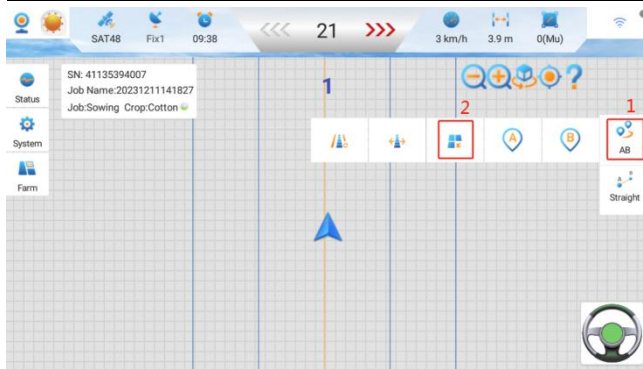 SAT48
Fix1
09:38
21
3 km/h
3.9 m
0(Mu)
Status
System
Farm
SN: 41135394007
Job Name:20231211141827
Job:Sowing Crop:Cotton
1
?
2
1
A
B
AB
A
B
Straight